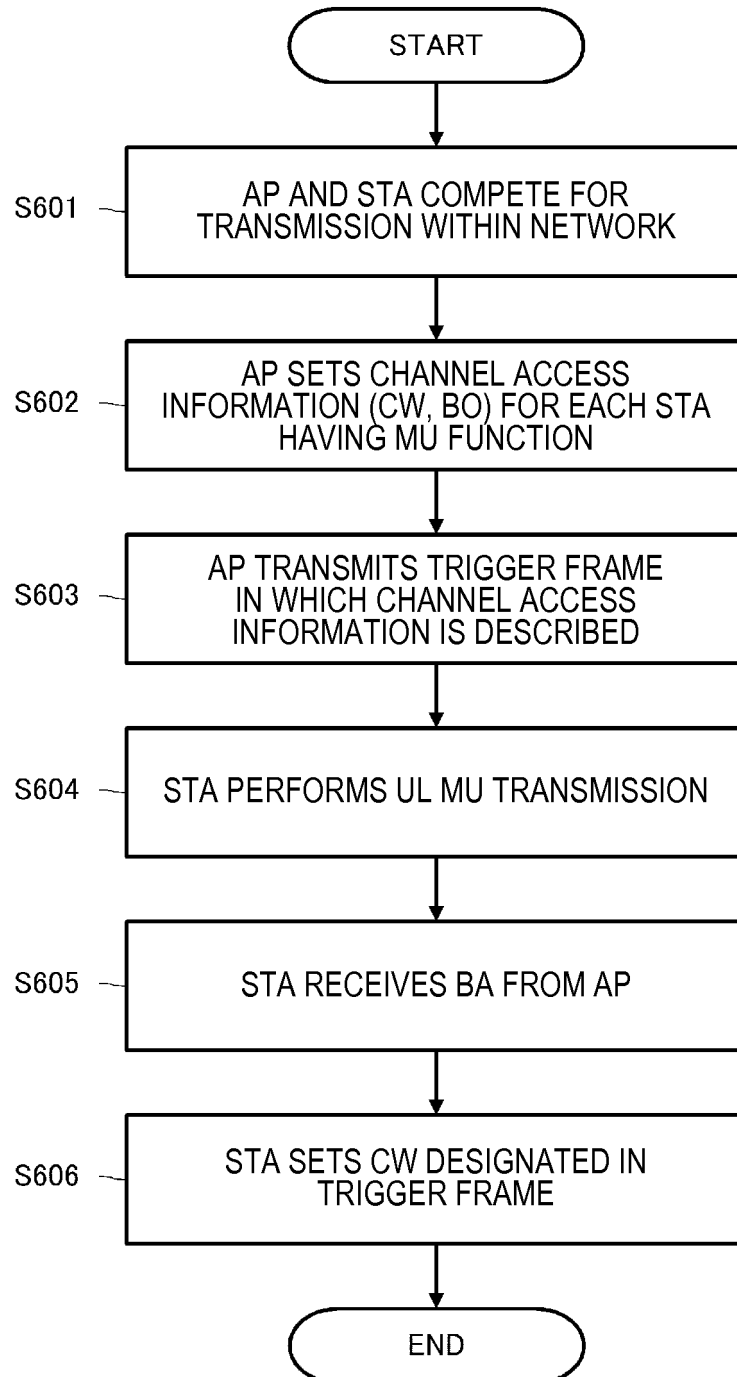 START
S601
AP AND STA COMPETE FOR
TRANSMISSION WITHIN NETWORK
S602
AP SETS CHANNEL ACCESS
INFORMATION (CW, BO) FOR EACH STA
HAVING MU FUNCTION
S603
AP TRANSMITS TRIGGER FRAME
IN WHICH CHANNEL ACCESS
INFORMATION IS DESCRIBED
S604
STA PERFORMS UL MU TRANSMISSION
S605
STA RECEIVES BA FROM AP
S606
STA SETS CW DESIGNATED IN
TRIGGER FRAME
END